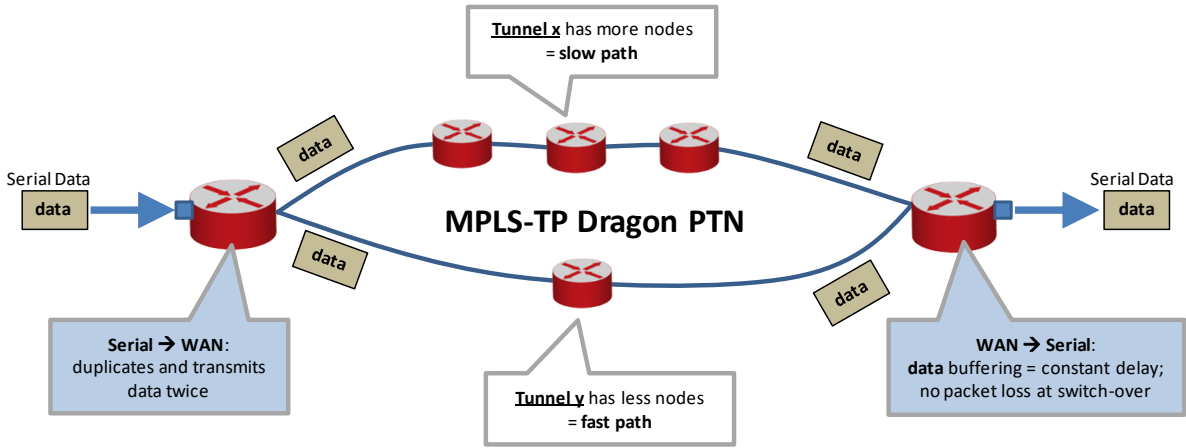 Tunnel x has more nodes
= slow path
data
data
Serial Data
data
Serial Data
data
MPLS-TP Dragon PTN
data
data
Serial → WAN:
duplicates and transmits
data twice
Tunnel y has less nodes
= fast path
WAN → Serial:
data buffering = constant delay;
no packet loss at switch-over